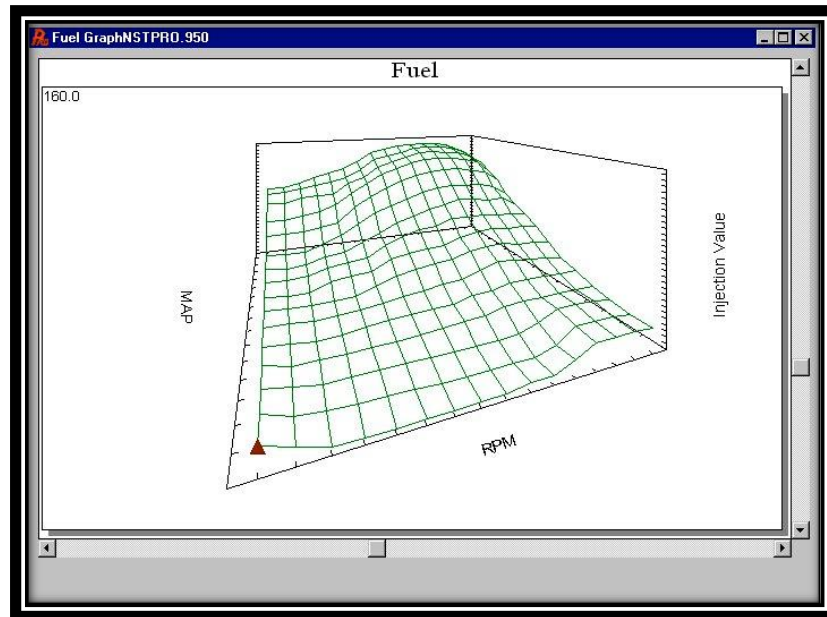 Fuel GraphNSTPRO.950
Fuel
160.0
MAP
Injection Value
RPM